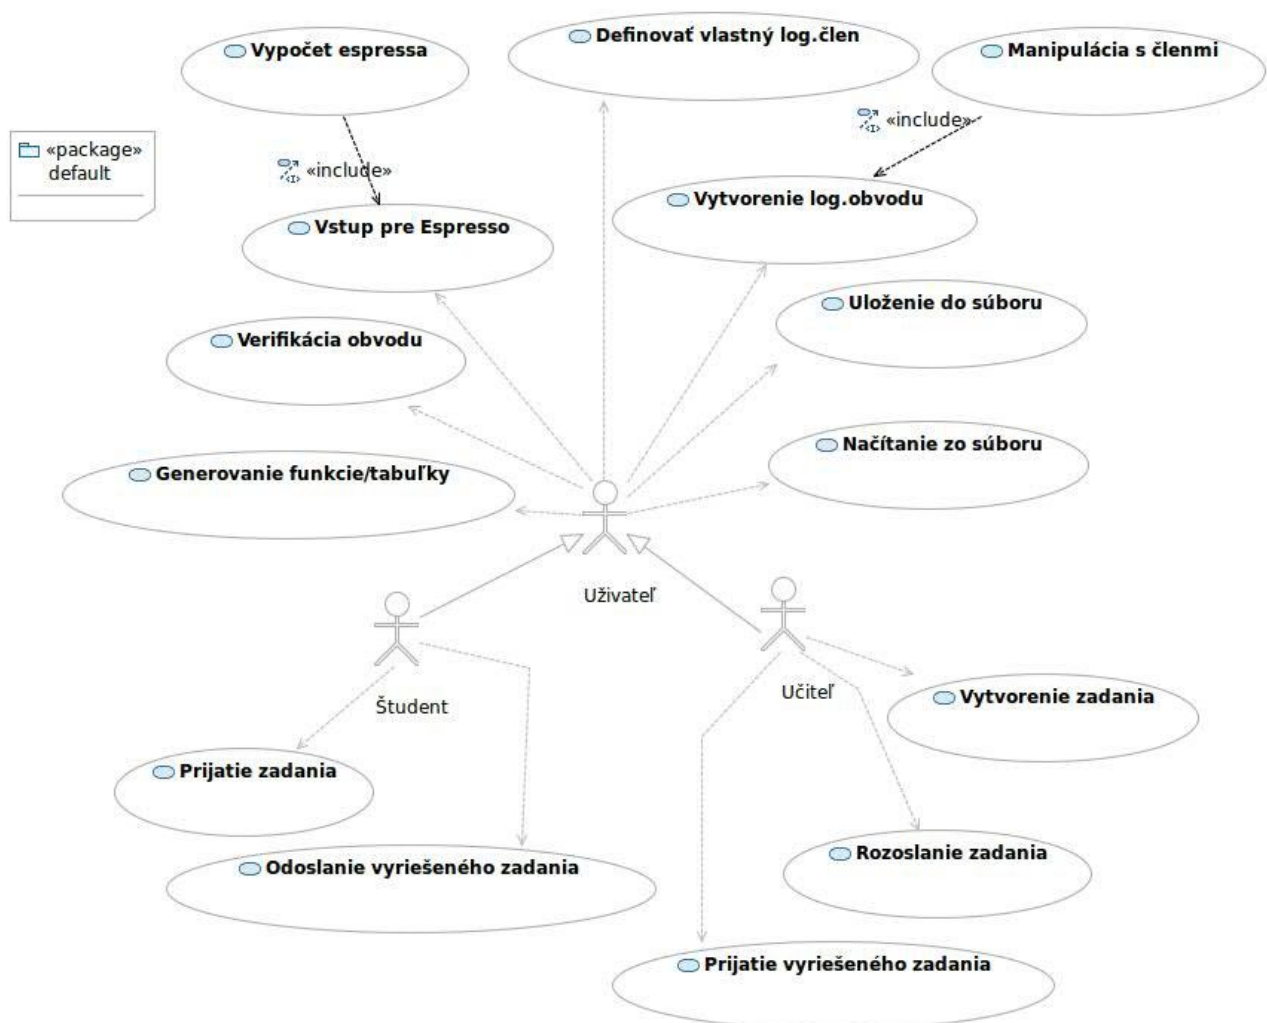 Vypočet espressa
Definovať vlastný log.člen
Manipulácia s členmi
«include»
«package»
default
«include»
Vytvorenie log.obvodu
Vstup pre Espresso
Uloženie do súboru
Verifikácia obvodu
Načítanie zo súboru
Generovanie funkcie/tabuľky
Uživateľ
Učiteľ
Študent
Vytvorenie zadania
Prijatie zadania
Rozoslanie zadania
Odoslanie vyriešeného zadania
Prijatie vyriešeného zadania